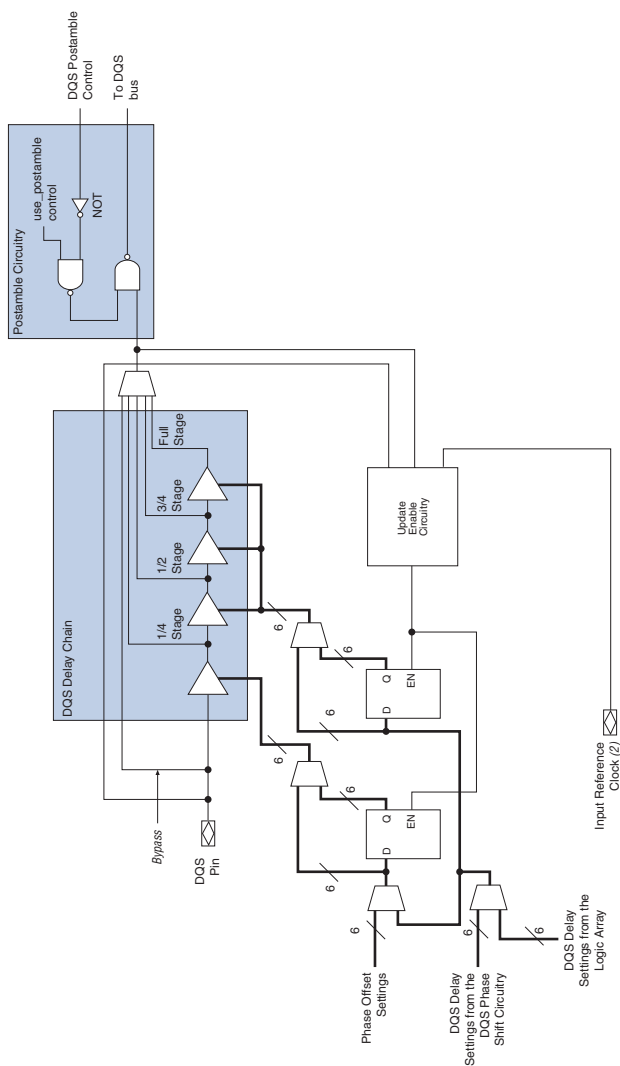 DQS Postamble
Control
To DQS
bus
Postamble Circuitry
use_postamble
control
NOT
DQS Delay Chain
1/4
Stage
1/2
Stage
3/4
Stage
Full
Stage
Bypass
DQS
Pin
6
6
6
6
6
6
D
Q
EN
D
Q
EN
Update
Enable
Circuitry
6
6
6
Phase Offset
Settings
DQS Delay
Settings from the
DQS Phase
Shift Circuitry
DQS Delay
Settings from the
Logic Array
Input Reference
Clock (2)